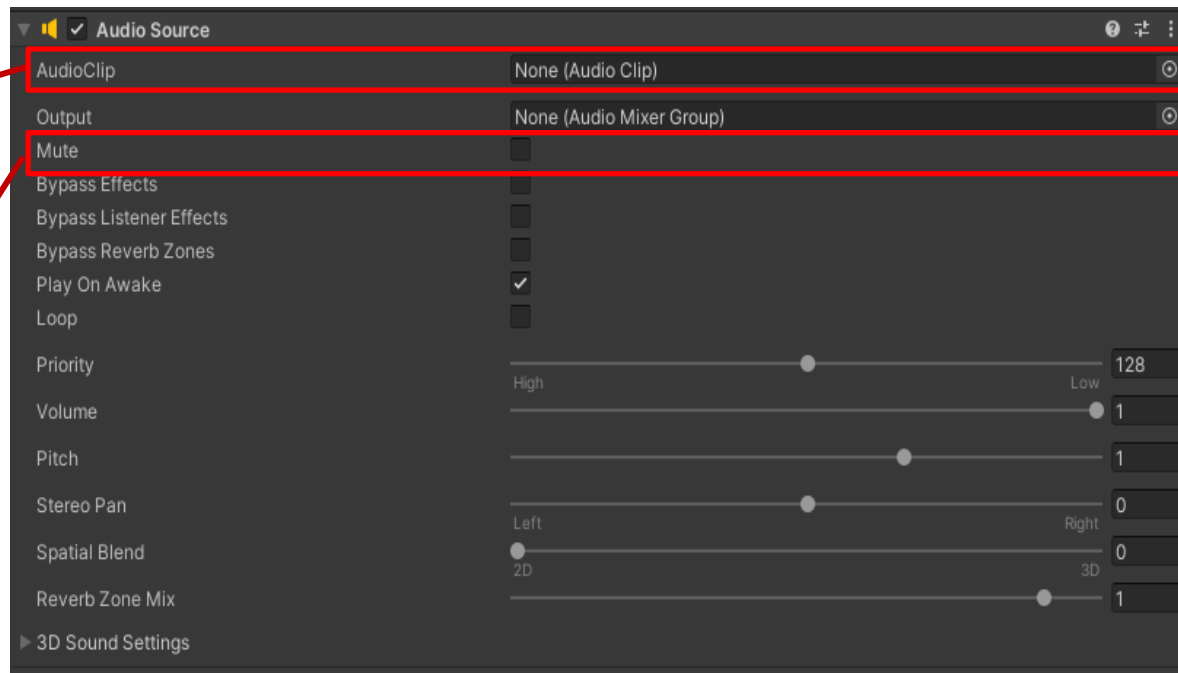 Audio Source
AudioClip None (Audio Clip)
Output None (Audio Mixer Group)
Mute
Bypass Effects
Bypass Listener Effects
Bypass Reverb Zones
Play On Awake
Loop
Priority 128
High Low
Volume 1
Pitch 1
Stereo Pan 0
Left Right
Spatial Blend 0
2D 3D
Reverb Zone Mix 1
3D Sound Settings